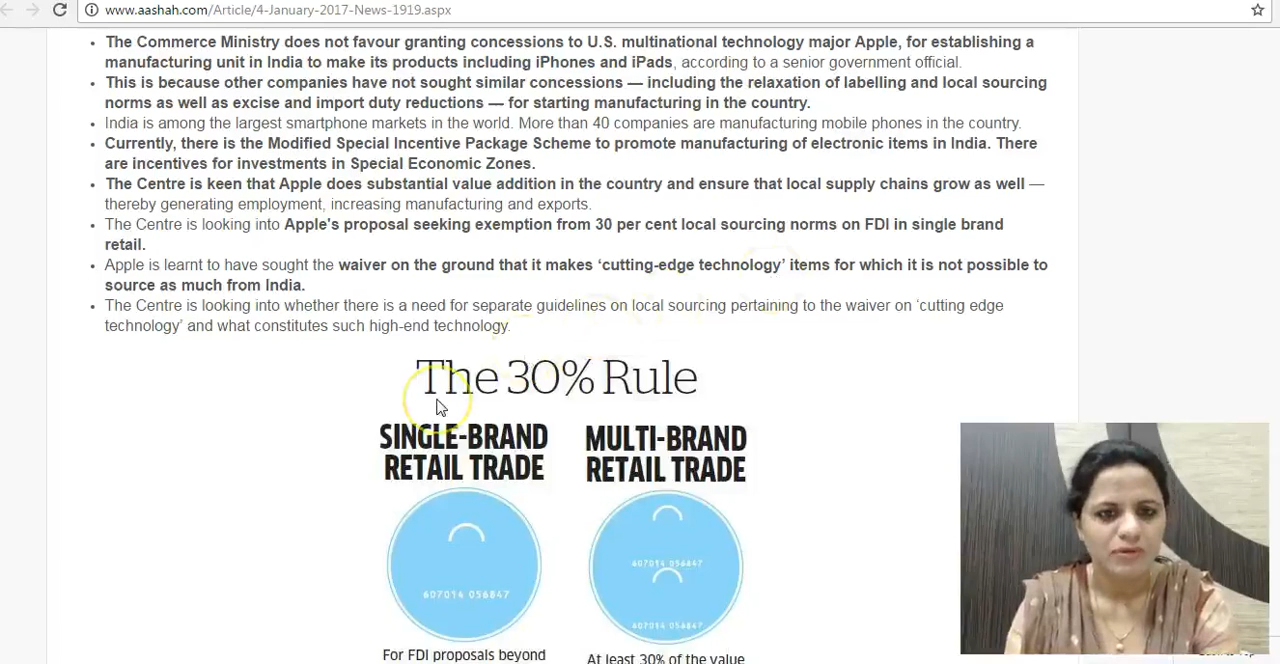 www.aashah.com/Article/4-January-2017-News-1919.aspx
The Commerce Ministry does not favour granting concessions to U.S. multinational technology major Apple, for establishing a
manufacturing unit in India to make its products including iPhones and iPads, according to a senior government official.
This is because other companies have not sought similar concessions — including the relaxation of labelling and local sourcing
norms as well as excise and import duty reductions — for starting manufacturing in the country.
India is among the largest smartphone markets in the world. More than 40 companies are manufacturing mobile phones in the country.
Currently, there is the Modified Special Incentive Package Scheme to promote manufacturing of electronic items in India. There
are incentives for investments in Special Economic Zones.
The Centre is keen that Apple does substantial value addition in the country and ensure that local supply chains grow as well —
thereby generating employment, increasing manufacturing and exports.
The Centre is looking into Apple's proposal seeking exemption from 30 per cent local sourcing norms on FDI in single brand
retail.
Apple is learnt to have sought the waiver on the ground that it makes ‘cutting-edge technology’ items for which it is not possible to
source as much from India.
The Centre is looking into whether there is a need for separate guidelines on local sourcing pertaining to the waiver on ‘cutting edge
technology’ and what constitutes such high-end technology.
The 30% Rule
SINGLE-BRAND
RETAIL TRADE
MULTI-BRAND
RETAIL TRADE
607014 056847
607014 056847
607014 056847
For FDI proposals beyond
At least 30% of the value